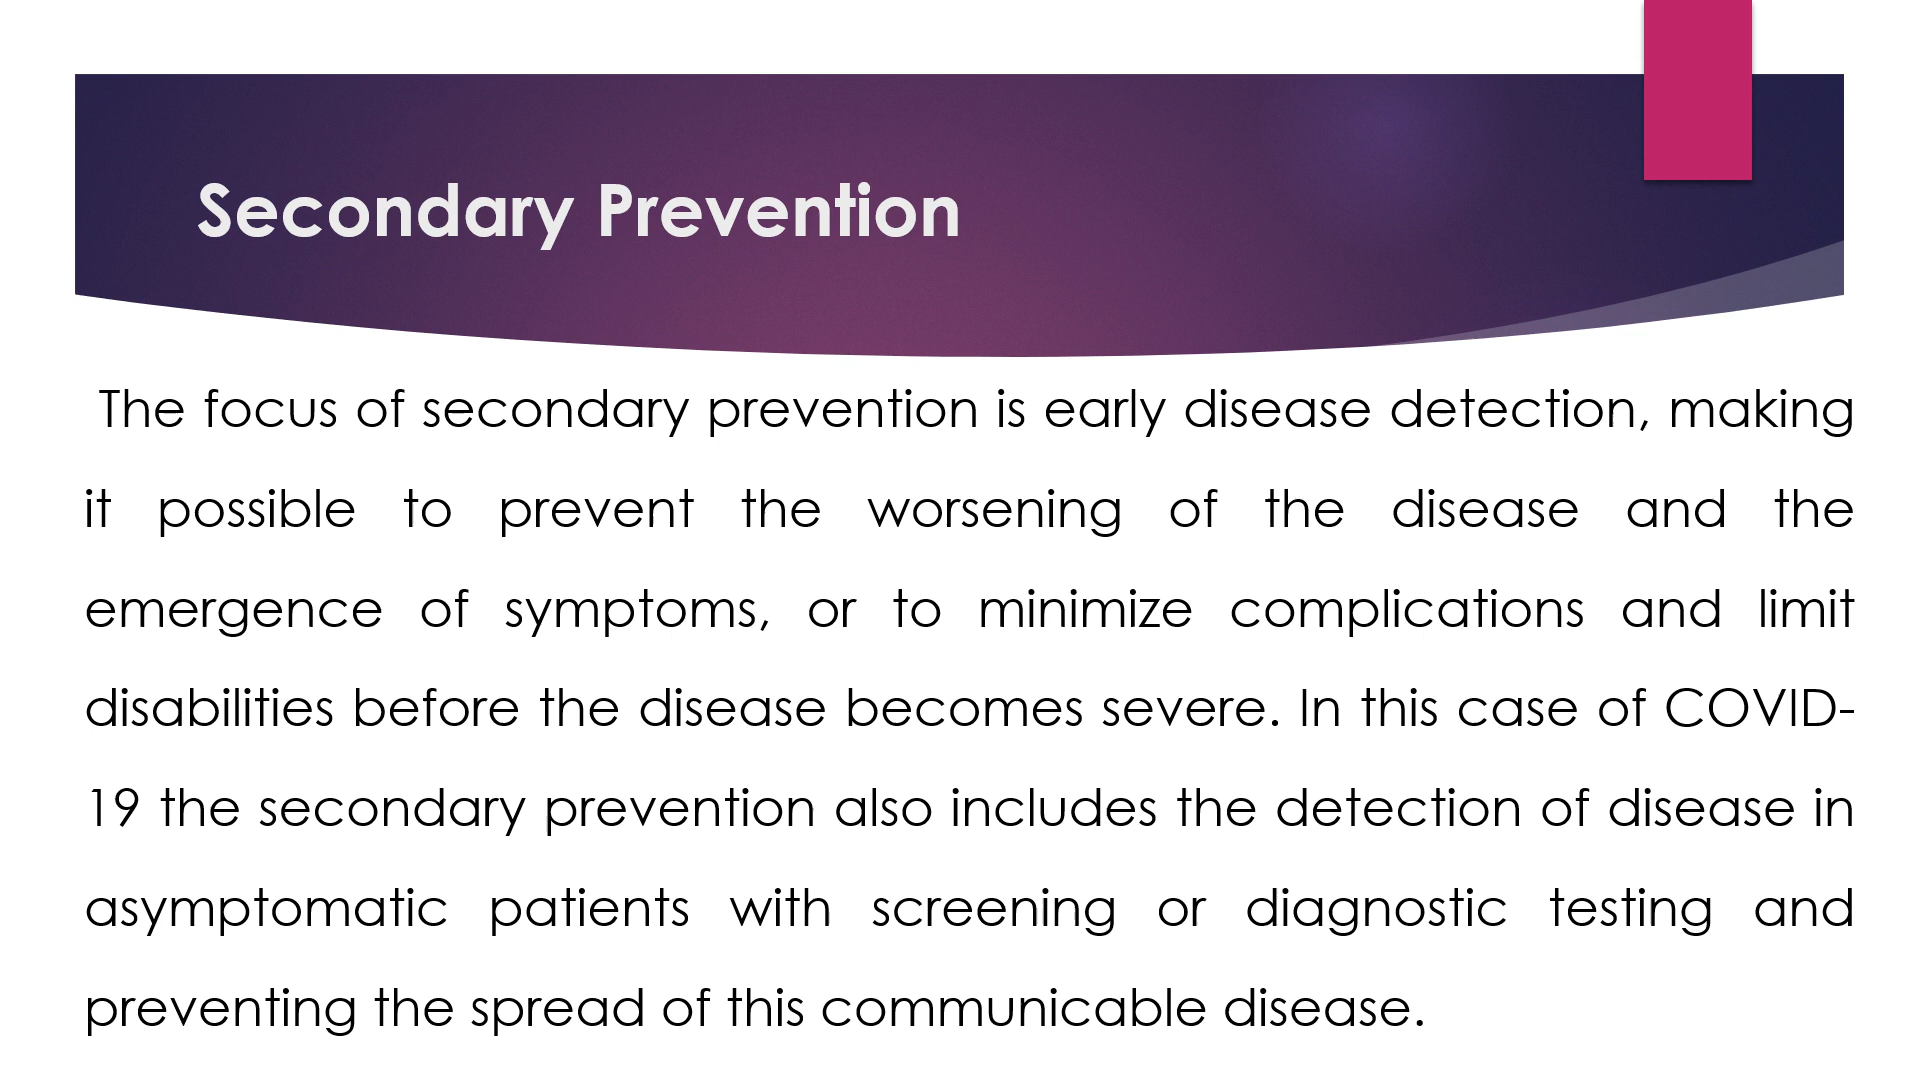 Secondary Prevention
The focus of secondary prevention is early disease detection, making
it possible to prevent the worsening of the disease and the
emergence of symptoms, or to minimize complications and limit
disabilities before the disease becomes severe. In this case of COVID-
19 the secondary prevention also includes the detection of disease in
asymptomatic patients with screening or diagnostic testing and
preventing the spread of this communicable disease.